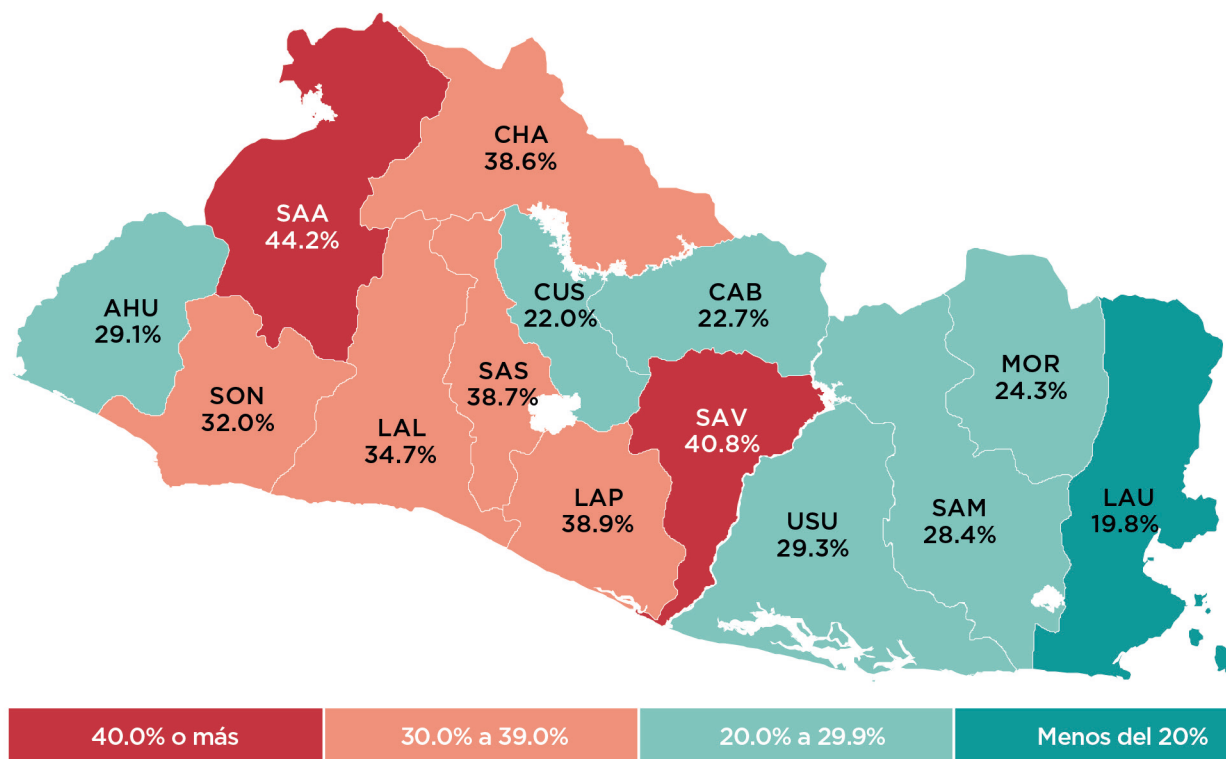 CHA
38.6%
SAA
44.2%
AHU
29.1%
CUS
22.0%
CAB
22.7%
MOR
24.3%
SON
32.0%
SAS
38.7%
LAL
34.7%
SAV
40.8%
LAP
38.9%
USU
29.3%
SAM
28.4%
LAU
19.8%
40.0% o más
30.0% a 39.0%
20.0% a 29.9%
Menos del 20%